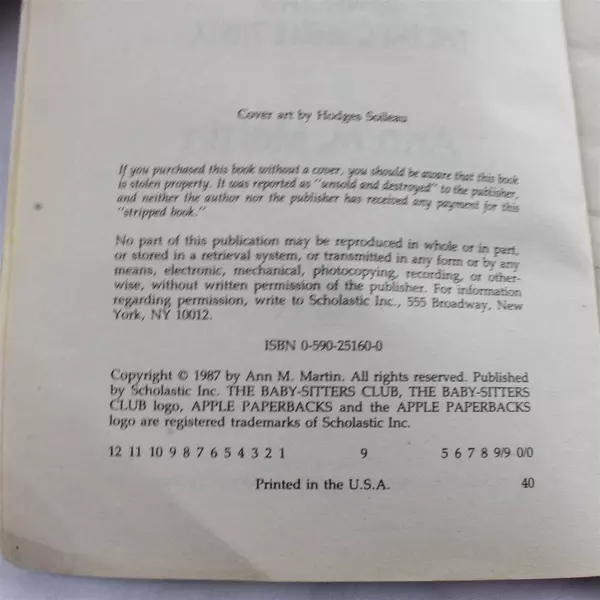 Cover art by Hodges Soileau
If you purchased this book without a cover, you should be aware that this book
is stolen property. It was reported as "unsold and destroyed" to the publisher,
and neither the author nor the publisher has received any payment for this
"stripped book."
No part of this publication may be reproduced in whole or in part,
or stored in a retrieval system, or transmitted in any form or by any
means, electronic, mechanical, photocopying, recording, or other-
wise, without written permission of the publisher. For information
regarding permission, write to Scholastic Inc., 555 Broadway, New
York, NY 10012.
ISBN 0-590-25160-0
Copyright © 1987 by Ann M. Martin. All rights reserved. Published
by Scholastic Inc. THE BABY-SITTERS CLUB, THE BABY-SITTERS
CLUB logo, APPLE PAPERBACKS and the APPLE PAPERBACKS
logo are registered trademarks of Scholastic Inc.
12 11 10 9 8 7 6 5 4 3 2 1 9 5 6 7 8 9/9 0/0
Printed in the U.S.A. 40